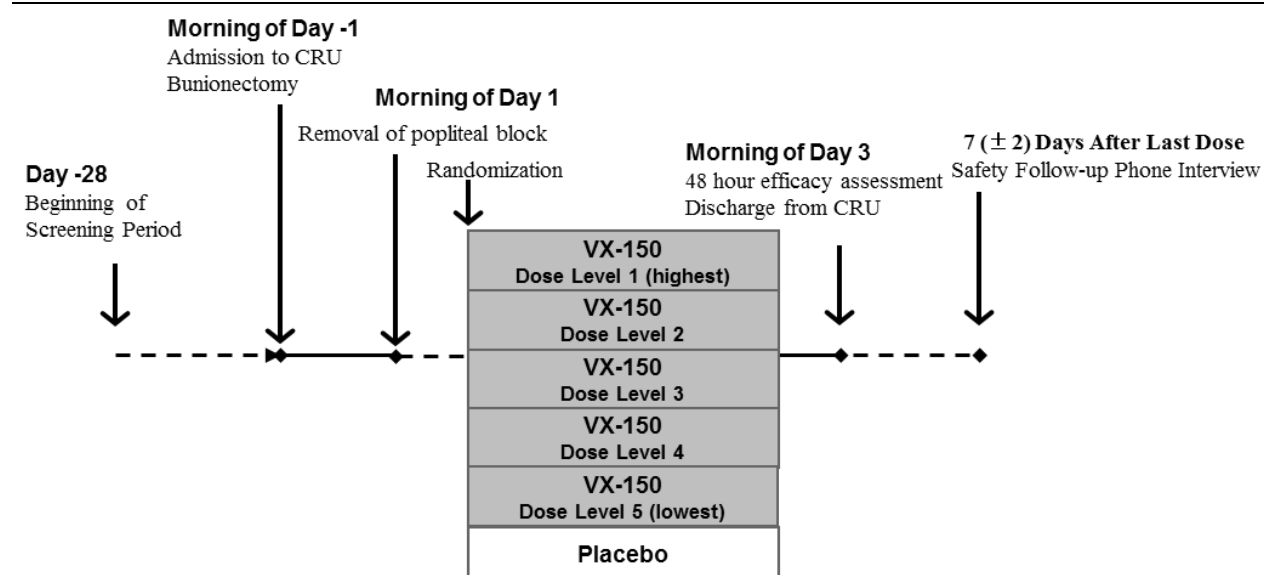 Morning of Day -1
Admission to CRU
Bunionectomy
Morning of Day 1
Removal of popliteal block
Randomization
Day -28
Beginning of
Screening Period
Morning of Day 3
48 hour efficacy assessment
Discharge from CRU
7 (± 2) Days After Last Dose
Safety Follow-up Phone Interview
VX-150
Dose Level 1 (highest)
VX-150
Dose Level 2
VX-150
Dose Level 3
VX-150
Dose Level 4
VX-150
Dose Level 5 (lowest)
Placebo